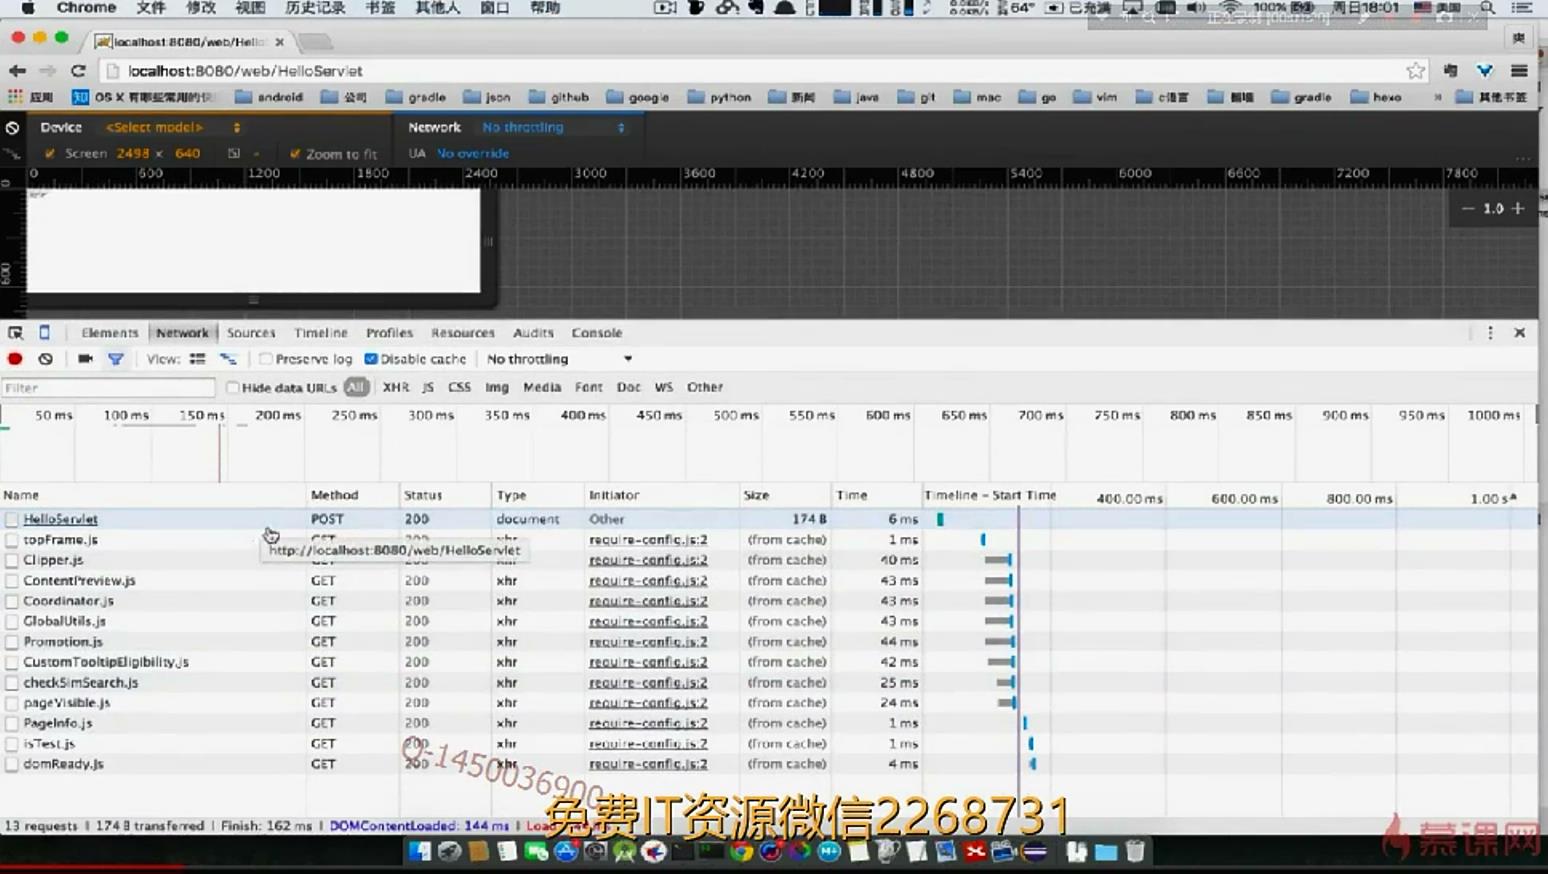 Chrome 文件 修改 视图 历史记录 书签 其他人 窗口 帮助
64° 已充满 100% 周日18:01 美国
localhost:8080/web/Hello
localhost:8080/web/HelloServlet
应用 OS X 有哪些常用的快 android 公司 gradle json github google python 新闻 java git mac go vim c语言 翻墙 gradle hexo » 其他书签
Device <Select model> Network No throttling
Screen 2498 × 640 Zoom to fit UA No override
0 600 1200 1800 2400 3000 3600 4200 4800 5400 6000 6600 7200 7800
1.0
600
Elements Network Sources Timeline Profiles Resources Audits Console
View: Preserve log Disable cache No throttling
Filter Hide data URLs All XHR JS CSS Img Media Font Doc WS Other
50 ms 100 ms 150 ms 200 ms 250 ms 300 ms 350 ms 400 ms 450 ms 500 ms 550 ms 600 ms 650 ms 700 ms 750 ms 800 ms 850 ms 900 ms 950 ms 1000 ms
Name Method Status Type Initiator Size Time Timeline – Start Time 400.00 ms 600.00 ms 800.00 ms 1.00 s
HelloServlet POST 200 document Other 174 B 6 ms
topFrame.js GET 200 xhr require-config.js:2 (from cache) 1 ms
http://localhost:8080/web/HelloServlet
Clipper.js GET 200 xhr require-config.js:2 (from cache) 40 ms
ContentPreview.js GET 200 xhr require-config.js:2 (from cache) 43 ms
Coordinator.js GET 200 xhr require-config.js:2 (from cache) 43 ms
GlobalUtils.js GET 200 xhr require-config.js:2 (from cache) 43 ms
Promotion.js GET 200 xhr require-config.js:2 (from cache) 44 ms
CustomTooltipEligibility.js GET 200 xhr require-config.js:2 (from cache) 42 ms
checkSimSearch.js GET 200 xhr require-config.js:2 (from cache) 25 ms
pageVisible.js GET 200 xhr require-config.js:2 (from cache) 24 ms
PageInfo.js GET 200 xhr require-config.js:2 (from cache) 1 ms
isTest.js GET 200 xhr require-config.js:2 (from cache) 1 ms
domReady.js GET 200 xhr require-config.js:2 (from cache) 4 ms
Q-1450036900
免费IT资源微信2268731
13 requests | 174 B transferred | Finish: 162 ms | DOMContentLoaded: 144 ms | Load
慕课网